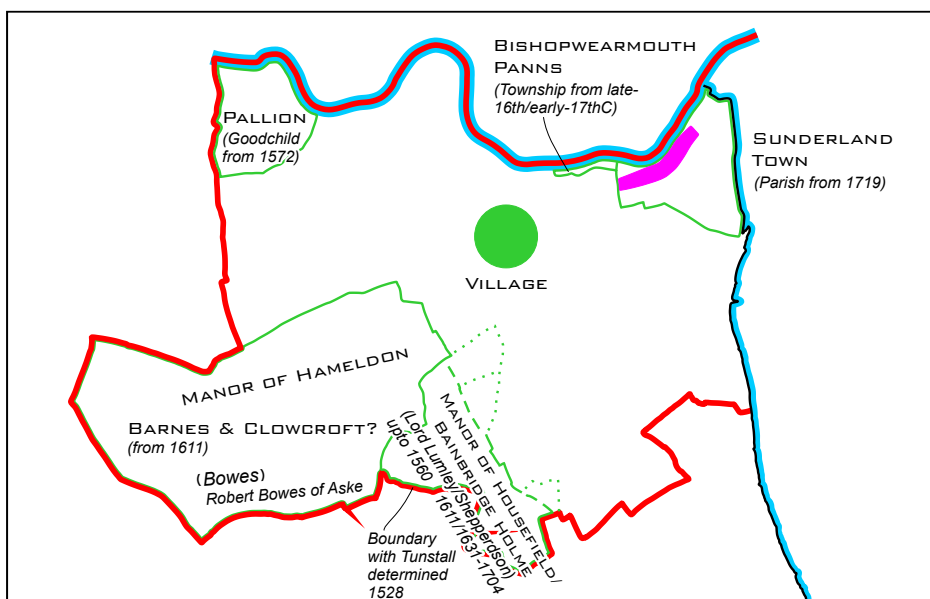 BISHOPWEARMOUTH
PANNS
(Township from late-
16th/early-17thC)
PALLION
(Goodchild
from 1572)
SUNDERLAND
TOWN
(Parish from 1719)
VILLAGE
MANOR OF HAMELDON
BARNES & CLOWCROFT?
(from 1611)
(Bowes)
Robert Bowes of Aske
MANOR OF HOUSEFIELD/
BAINBRIDGE HOLME
(Lord Lumley/Shepperdson)
upto 1560
1611/1631-1704
Boundary
with Tunstall
determined
1528